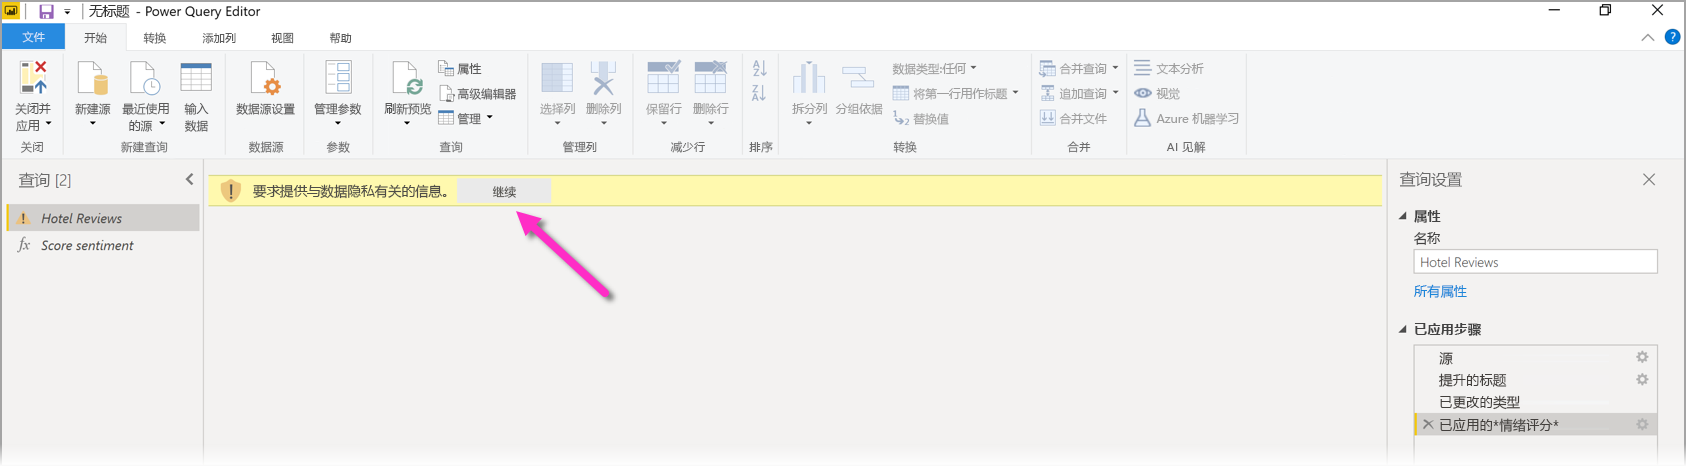 无标题 - Power Query Editor
文件 开始 转换 添加列 视图 帮助
关闭并
应用
关闭
新建源
最近使用
的源
输入
数据
新建查询
数据源设置
数据源
管理参数
参数
刷新预览
属性
高级编辑器
管理
查询
选择列
删除列
管理列
保留行
删除行
减少行
排序
拆分列
分组依据
数据类型:任何
将第一行用作标题
替换值
转换
合并查询
追加查询
合并文件
合并
文本分析
视觉
Azure 机器学习
AI 见解
查询 [2]
Hotel Reviews
fx Score sentiment
要求提供与数据隐私有关的信息。 继续
查询设置
属性
名称
Hotel Reviews
所有属性
已应用步骤
源
提升的标题
已更改的类型
已应用的*情绪评分*